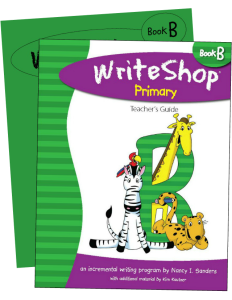 Book B
Book B
WriteShop
Primary
Teacher's Guide
B
an incremental writing program by Nancy I. Sanders
with additional material by Kim Kautzer